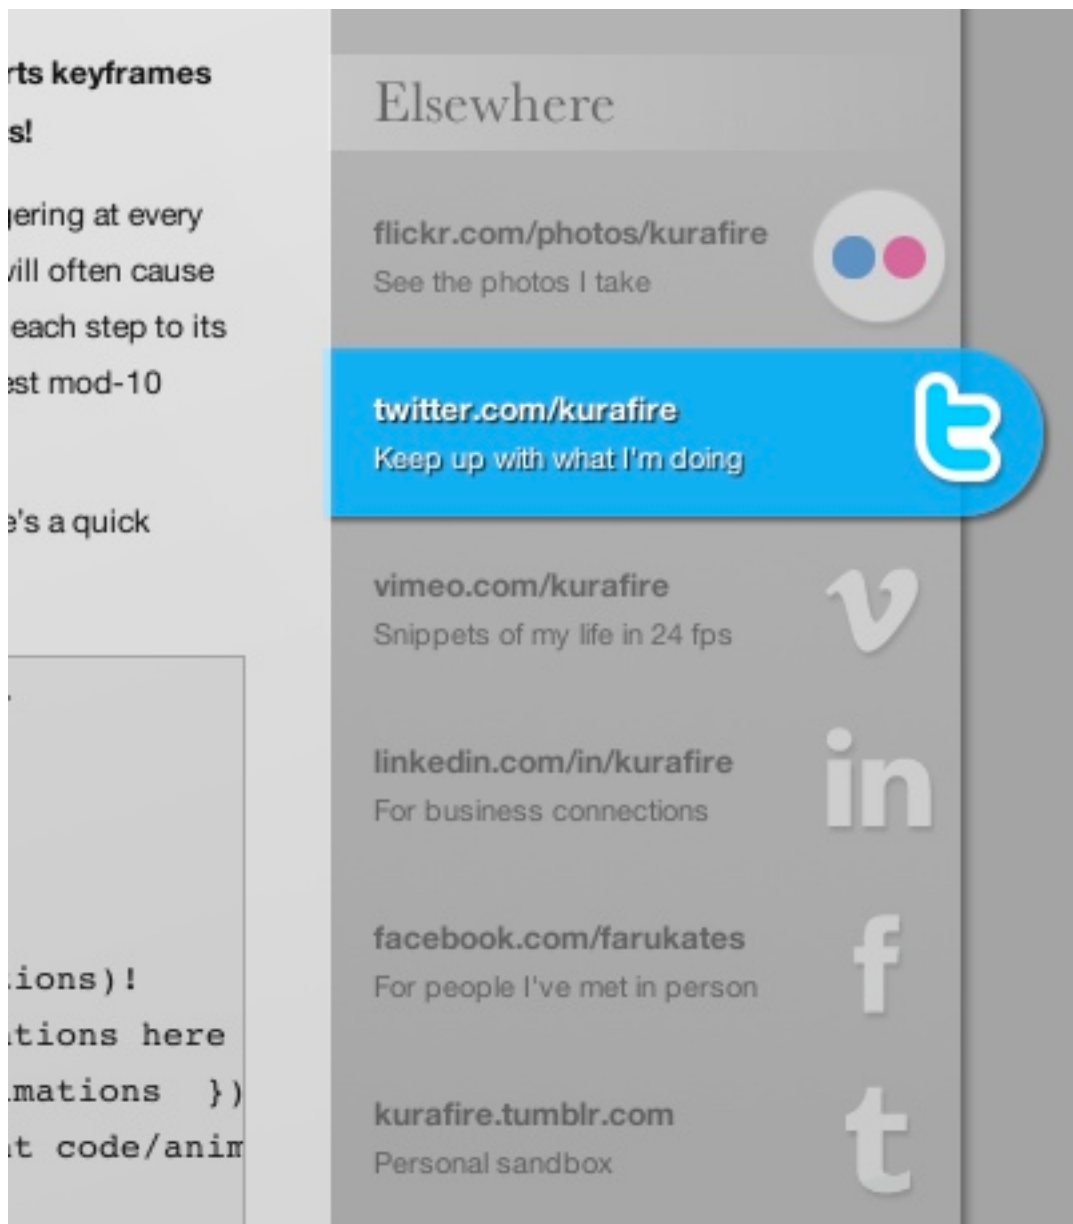 rts keyframes
s!
gering at every
will often cause
each step to its
est mod-10
e's a quick
ions)!
tions here
mations })
t code/anim
Elsewhere
flickr.com/photos/kurafire
See the photos I take
twitter.com/kurafire
Keep up with what I'm doing
t
vimeo.com/kurafire
Snippets of my life in 24 fps
v
linkedin.com/in/kurafire
For business connections
in
facebook.com/farukates
For people I've met in person
f
kurafire.tumblr.com
Personal sandbox
t